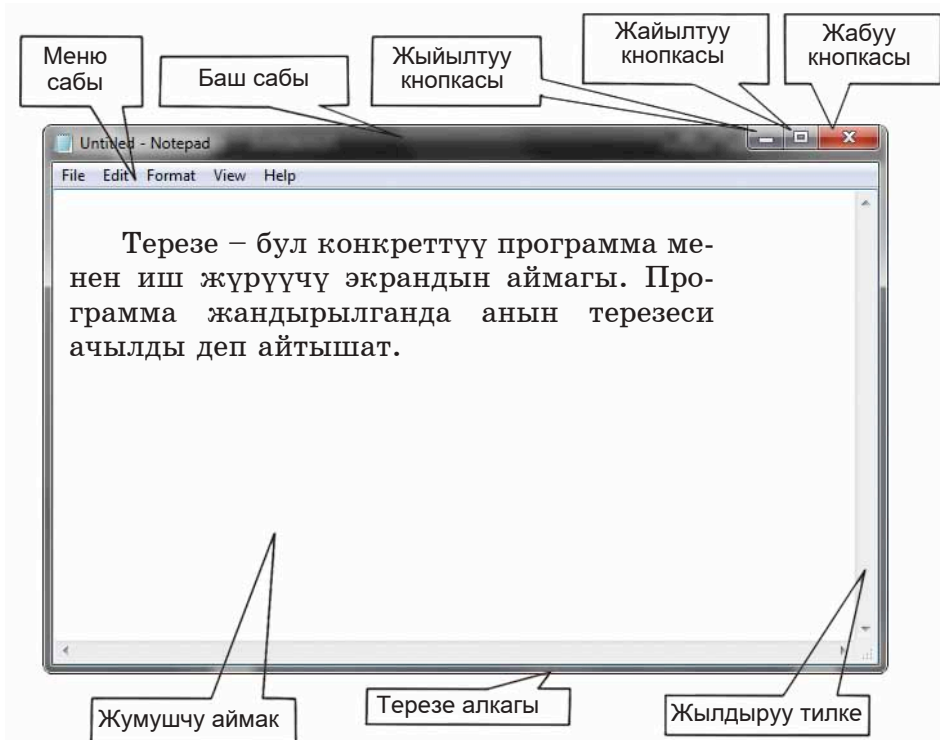 Меню
сабы
Баш сабы
Жыйылтуу
кнопкасы
Жайылтуу
кнопкасы
Жабуу
кнопкасы
Untitled - Notepad
File Edit Format View Help
Терезе – бул конкреттүү программа ме-
нен иш жүрүүчү экрандын аймагы. Про-
грамма жандырылганда анын терезеси
ачылды деп айтышат.
Жумушчу аймак
Терезе алкагы
Жылдыруу тилке